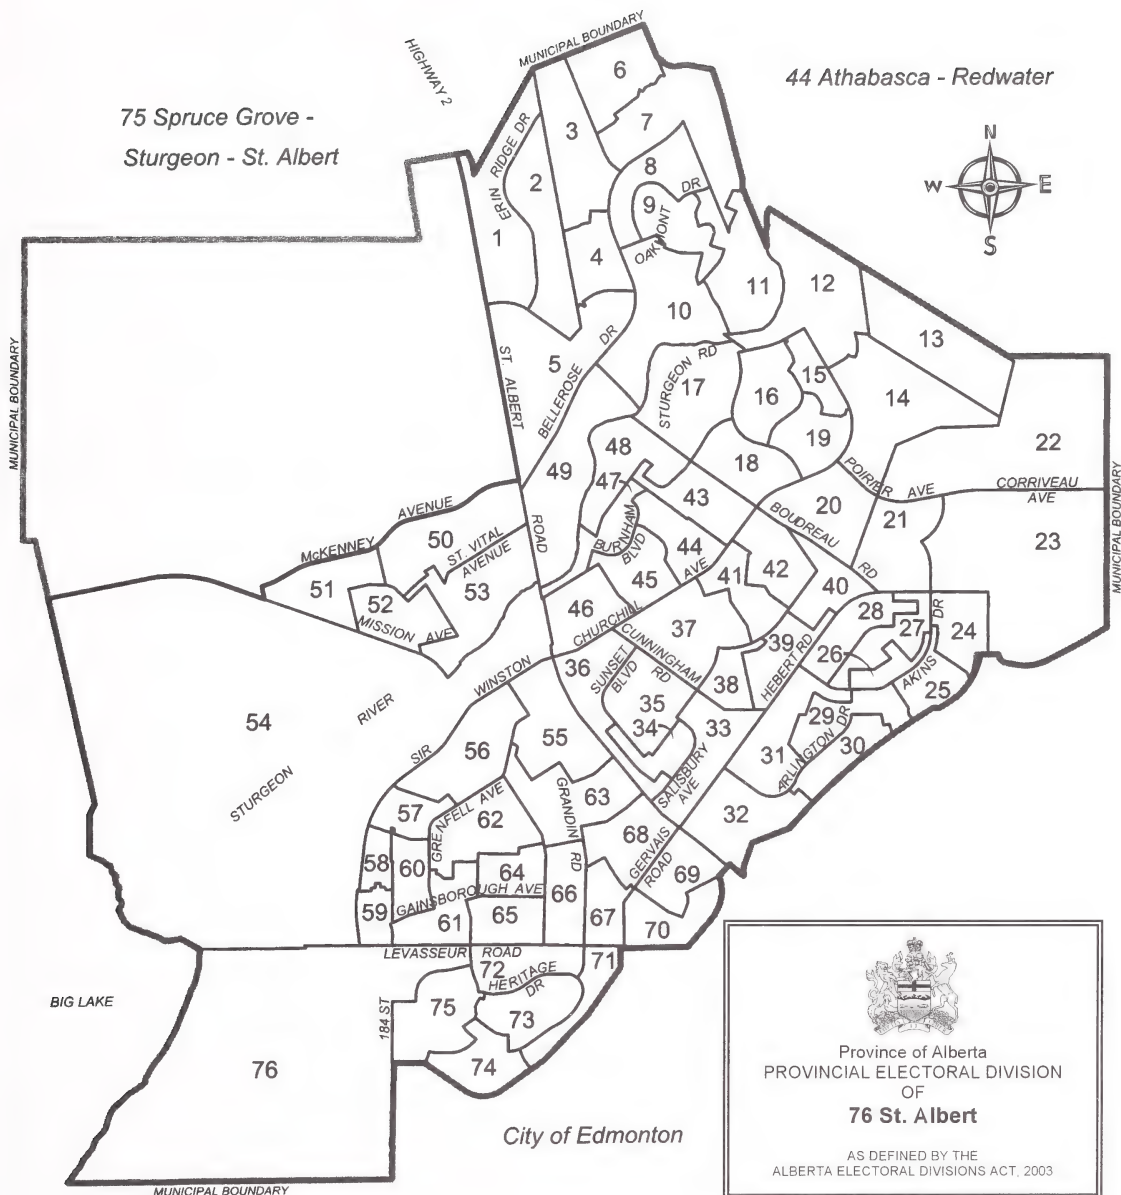 MUNICIPAL BOUNDARY
HIGHWAY 2
6
44 Athabasca - Redwater
75 Spruce Grove -
Sturgeon - St. Albert
3
7
N
W E
S
ERIN RIDGE DR
2
8
DR
9
OAKMONT
1
4
11
12
10
13
MUNICIPAL BOUNDARY
ST. ALBERT
5
BELLEROSE DR
STURGEON RD
17
16
15
14
19
22
48
18
POIRIER AVE
CORRIVEAU
AVE
49
47
43
20
21
MUNICIPAL BOUNDARY
McKENNEY AVENUE
50
ST. VITAL
AVENUE
ROAD
BURNHAM
BLVD
BOUDREAU RD
23
44
51
52
53
45
41
42
40
MISSION AVE
46
CHURCHILL AVE
28
27
DR
24
37
39
36
SUNSET
BLVD
CUNNINGHAM
RD
HEBERT RD
26
AKINS
25
WINSTON
38
35
34
33
29
30
54
RIVER
STURGEON
SIR
56
55
31
ARLINGTON DR
SALISBURY
AVE
57
GRENFELL AVE
62
GRANDIN
RD
63
32
68
GERVAIS
ROAD
58
60
64
66
69
GAINSBOROUGH AVE
59
61
65
67
70
LEVASSEUR ROAD
72
71
HERITAGE
DR
BIG LAKE
184 ST
75
73
76
74
City of Edmonton
MUNICIPAL BOUNDARY
Province of Alberta
PROVINCIAL ELECTORAL DIVISION
OF
76 St. Albert
AS DEFINED BY THE
ALBERTA ELECTORAL DIVISIONS ACT, 2003